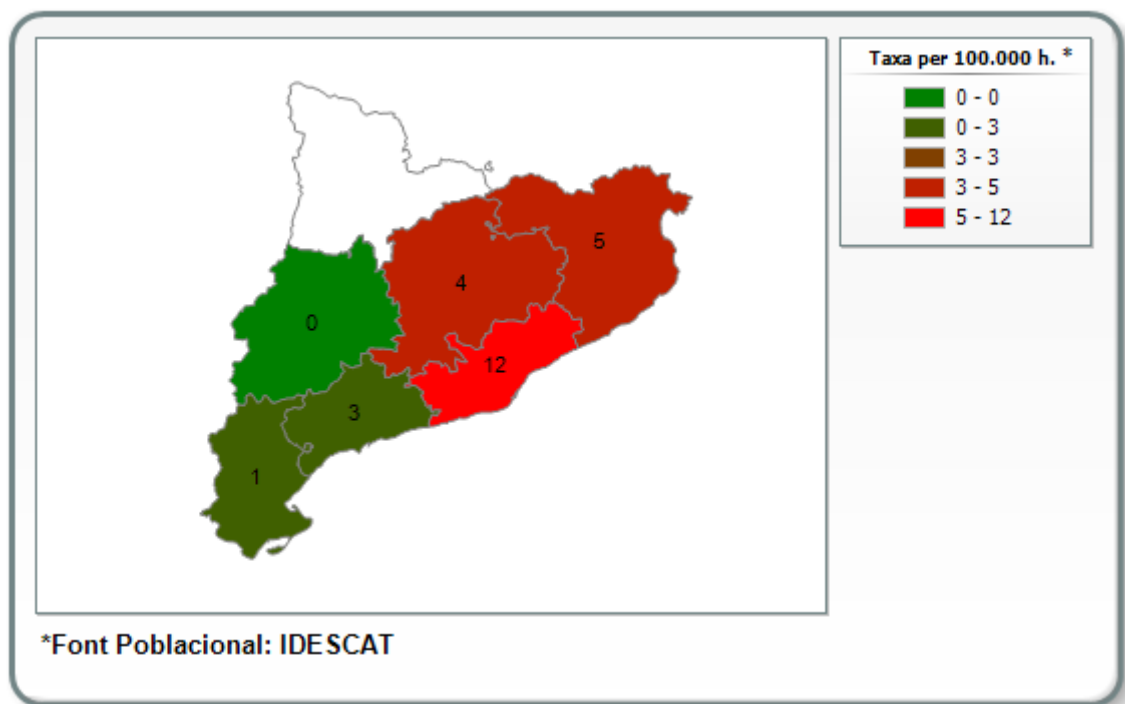 Taxa per 100.000 h. *
0 - 0
0 - 3
3 - 3
3 - 5
5 - 12
5
4
0
12
3
1
*Font Poblacional: IDESCAT